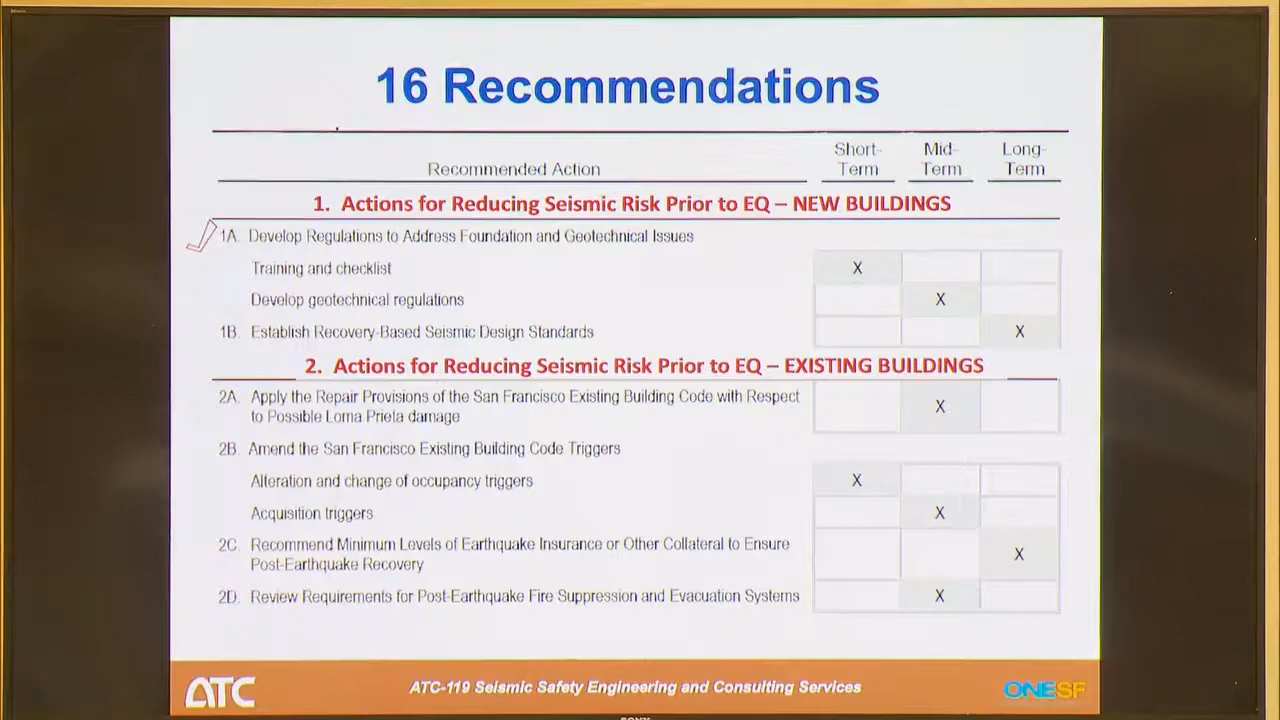 16 Recommendations
Recommended Action
Short-Term
Mid-Term
Long-Term
1. Actions for Reducing Seismic Risk Prior to EQ – NEW BUILDINGS
1A. Develop Regulations to Address Foundation and Geotechnical Issues
Training and checklist X
Develop geotechnical regulations X
1B. Establish Recovery-Based Seismic Design Standards X
2. Actions for Reducing Seismic Risk Prior to EQ – EXISTING BUILDINGS
2A. Apply the Repair Provisions of the San Francisco Existing Building Code with Respect
to Possible Loma Prieta damage X
2B. Amend the San Francisco Existing Building Code Triggers
Alteration and change of occupancy triggers X
Acquisition triggers X
2C. Recommend Minimum Levels of Earthquake Insurance or Other Collateral to Ensure
Post-Earthquake Recovery X
2D. Review Requirements for Post-Earthquake Fire Suppression and Evacuation Systems X
ATC
ATC-119 Seismic Safety Engineering and Consulting Services
ONESF
SONY